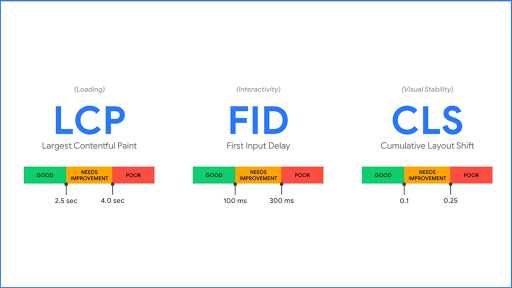 (Loading)
LCP
Largest Contentful Paint
GOOD
NEEDS
IMPROVEMENT
POOR
2.5 sec
4.0 sec
(Interactivity)
FID
First Input Delay
GOOD
NEEDS
IMPROVEMENT
POOR
100 ms
300 ms
(Visual Stability)
CLS
Cumulative Layout Shift
GOOD
NEEDS
IMPROVEMENT
POOR
0.1
0.25